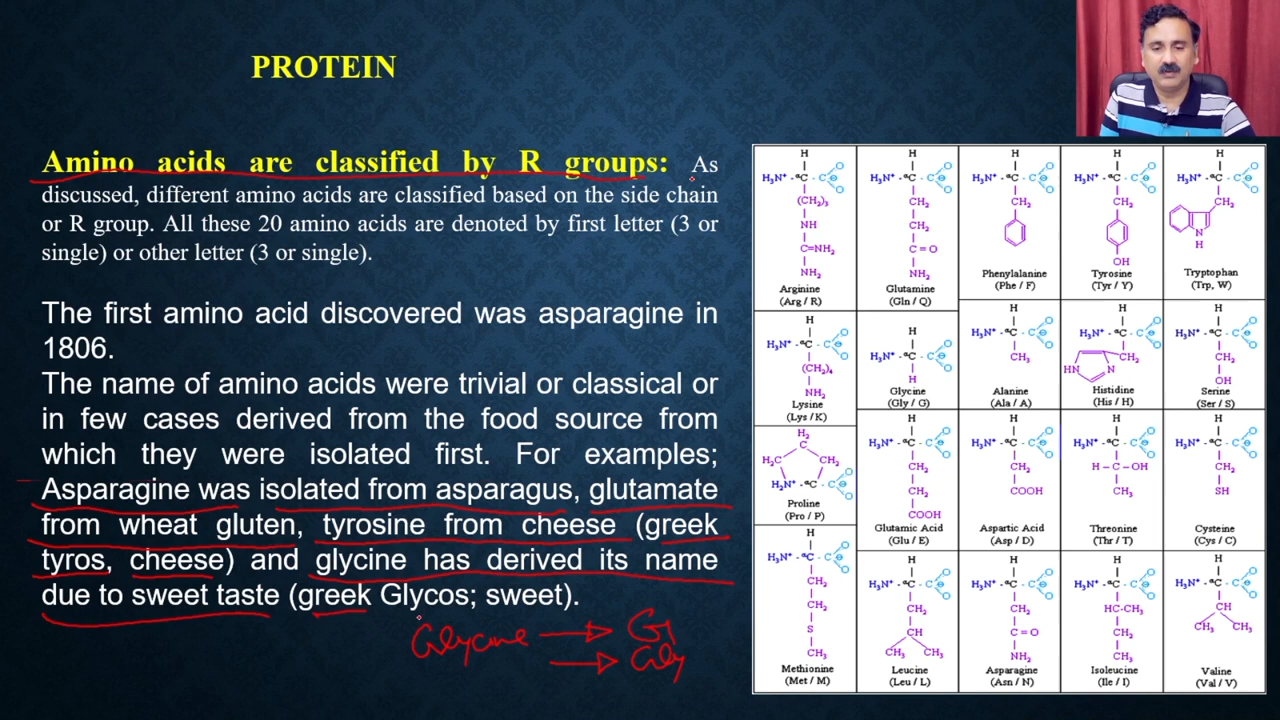 PROTEIN
Amino acids are classified by R groups: As
discussed, different amino acids are classified based on the side chain
or R group. All these 20 amino acids are denoted by first letter (3 or
single) or other letter (3 or single).
The first amino acid discovered was asparagine in
1806.
The name of amino acids were trivial or classical or
in few cases derived from the food source from
which they were isolated first. For examples;
Asparagine was isolated from asparagus, glutamate
from wheat gluten, tyrosine from cheese (greek
tyros, cheese) and glycine has derived its name
due to sweet taste (greek Glycos; sweet).
Glycine → G
→ Gly
Arginine
(Arg / R)
Glutamine
(Gln / Q)
Phenylalanine
(Phe / F)
Tyrosine
(Tyr / Y)
Tryptophan
(Trp, W)
Lysine
(Lys / K)
Glycine
(Gly / G)
Alanine
(Ala / A)
Histidine
(His / H)
Serine
(Ser / S)
Proline
(Pro / P)
Glutamic Acid
(Glu / E)
Aspartic Acid
(Asp / D)
Threonine
(Thr / T)
Cysteine
(Cys / C)
Methionine
(Met / M)
Leucine
(Leu / L)
Asparagine
(Asn / N)
Isoleucine
(Ile / I)
Valine
(Val / V)